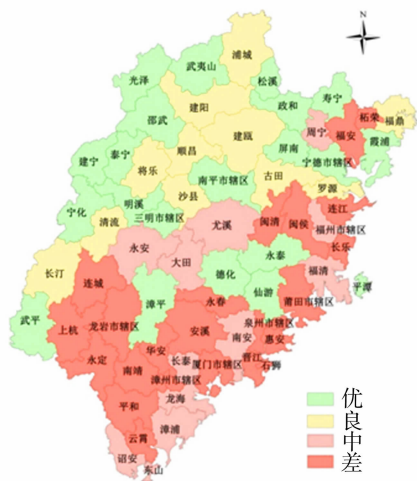 浦城
N
武夷山
光泽
松溪
寿宁
政和
建阳
邵武
柘荣
福鼎
周宁
福安
建瓯
霞浦
顺昌
屏南
泰宁
建宁
宁德市辖区
将乐
古田
南平市辖区
罗源
沙县
明溪
宁化
三明市辖区
连江
清流
尤溪
闽清
闽侯
福州市辖区
永安
长乐
大田
永泰
长汀
福清
德化
连城
平潭
仙游
漳平
永春
莆田市辖区
武平
上杭
龙岩市辖区
泉州市辖区
安溪
南安
惠安
华安
永定
晋江
长泰
厦门市辖区
石狮
南靖
漳州市辖区
龙海
平和
漳浦
云霄
诏安
东山
优
良
中
差